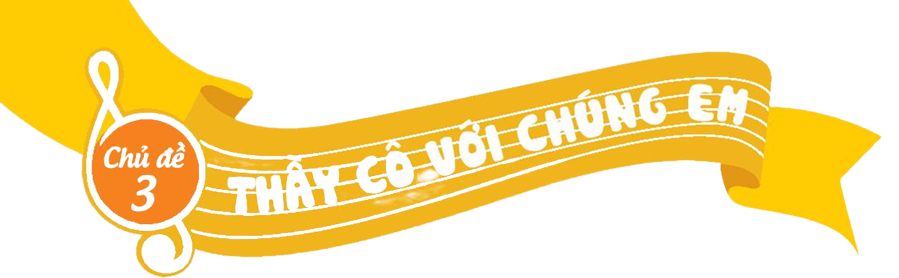 Chủ đề
3
THẦY CÔ VỚI CHÚNG EM